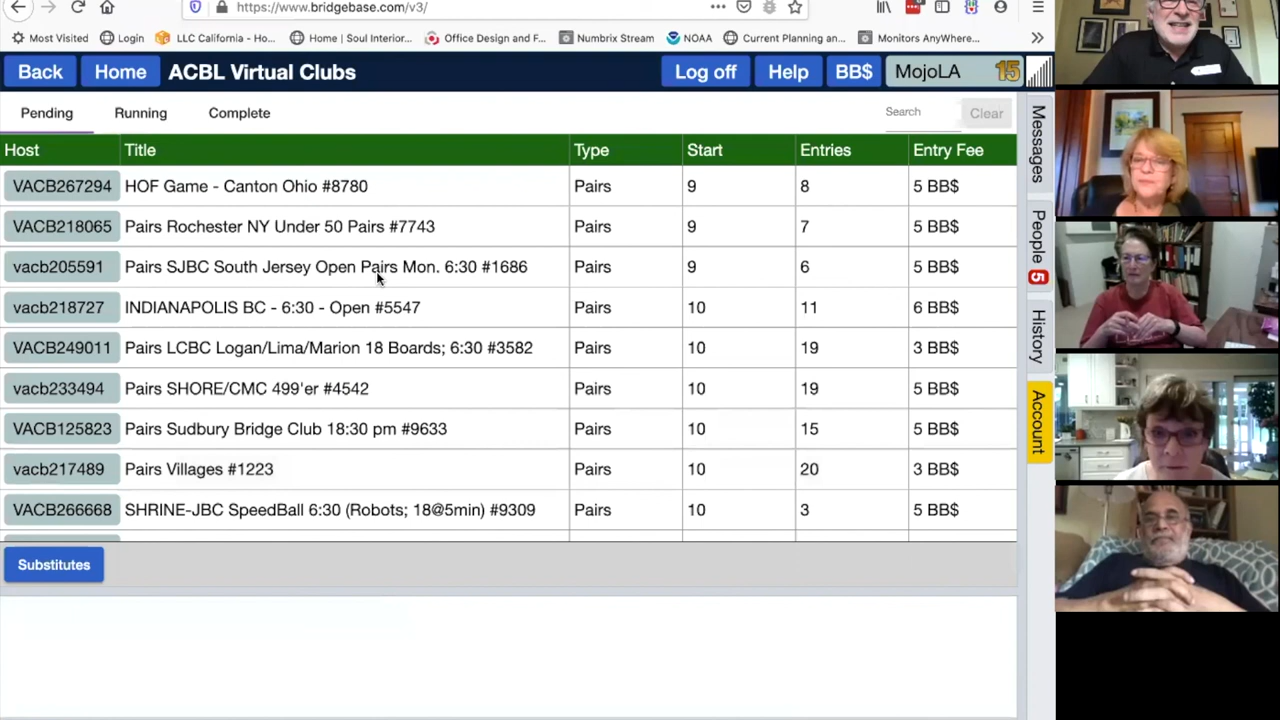 https://www.bridgebase.com/v3/
Most Visited Login LLC California - Ho... Home | Soul Interior... Office Design and F... Numbrix Stream NOAA Current Planning an... Monitors AnyWhere...
Back Home ACBL Virtual Clubs Log off Help BB$ MojoLA 15
Pending Running Complete Search Clear
Host Title Type Start Entries Entry Fee
VACB267294 HOF Game - Canton Ohio #8780 Pairs 9 8 5 BB$
VACB218065 Pairs Rochester NY Under 50 Pairs #7743 Pairs 9 7 5 BB$
vacb205591 Pairs SJBC South Jersey Open Pairs Mon. 6:30 #1686 Pairs 9 6 5 BB$
vacb218727 INDIANAPOLIS BC - 6:30 - Open #5547 Pairs 10 11 6 BB$
VACB249011 Pairs LCBC Logan/Lima/Marion 18 Boards; 6:30 #3582 Pairs 10 19 3 BB$
vacb233494 Pairs SHORE/CMC 499'er #4542 Pairs 10 19 5 BB$
VACB125823 Pairs Sudbury Bridge Club 18:30 pm #9633 Pairs 10 15 5 BB$
vacb217489 Pairs Villages #1223 Pairs 10 20 3 BB$
VACB266668 SHRINE-JBC SpeedBall 6:30 (Robots; 18@5min) #9309 Pairs 10 3 5 BB$
Substitutes
Messages
People 5
History
Account